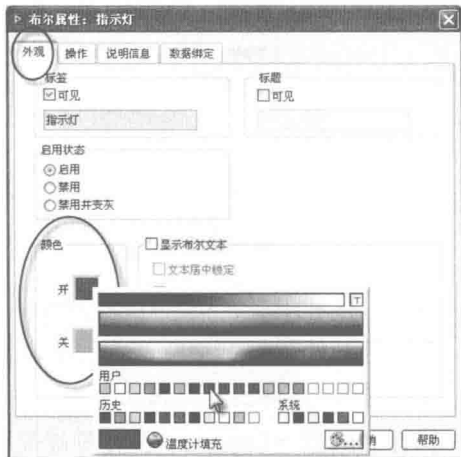 布尔属性：指示灯
外观 操作 说明信息 数据绑定
标签 标题
可见 可见
指示灯
启用状态
启用
禁用
禁用并变灰
颜色 显示布尔文本
文本居中锁定
开 T
关
用户
历史 系统
温度计填充 ... 消 帮助